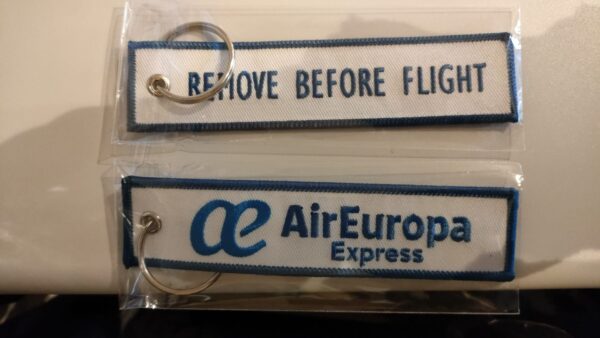 REMOVE BEFORE FLIGHT
æ AirEuropa
Express